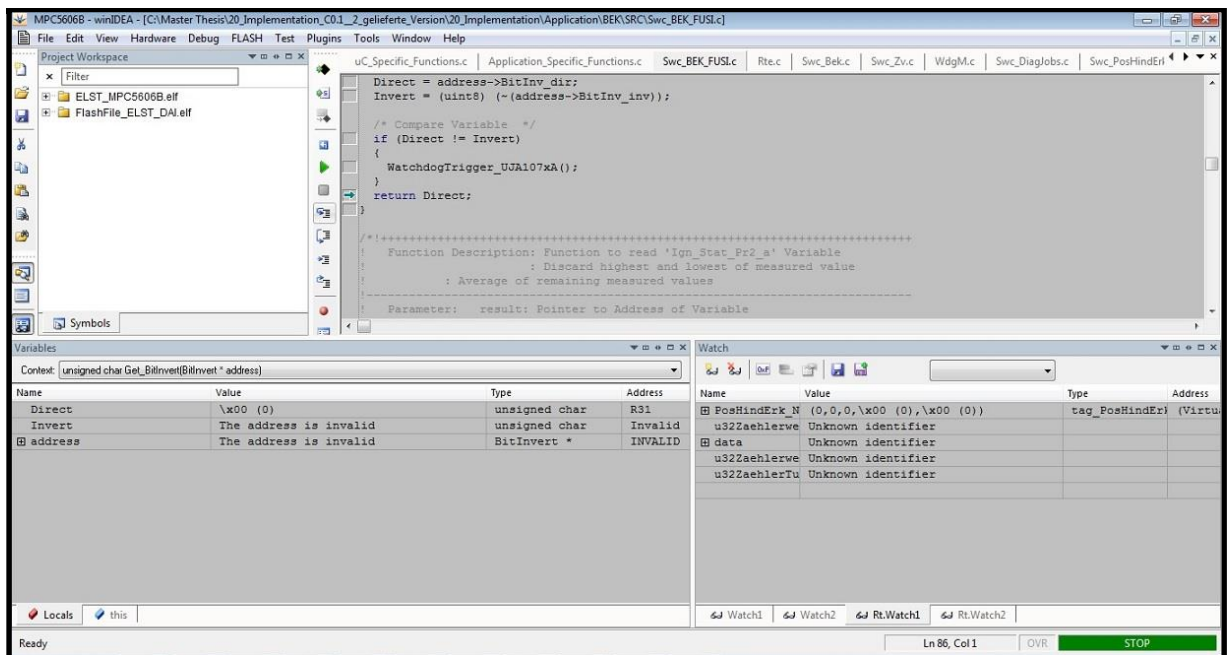 MPC5606B - winIDEA - [C:\Master Thesis\20_Implementation_C0.1__2_gelieferte_Version\20_Implementation\Application\BEK\SRC\Swc_BEK_FUSI.c]
File Edit View Hardware Debug FLASH Test Plugins Tools Window Help
Project Workspace
uC_Specific_Functions.c Application_Specific_Functions.c Swc_BEK_FUSI.c Rte.c Swc_Bek.c Swc_Zv.c WdgM.c Swc_DiagJobs.c Swc_PosHindErl
Filter
ELST_MPC5606B.elf
FlashFile_ELST_DAI.elf
Symbols
Direct = address->BitInv_dir;
Invert = (uint8) (~(address->BitInv_inv));
/* Compare Variable */
if (Direct != Invert)
{
WatchdogTrigger_UJA107xA();
}
return Direct;
}
/*!++++++++++++++++++++++++++++++++++++++++++++++++++++++++++++++++++++++++++
! Function Description: Function to read 'Ign_Stat_Pr2_a' Variable
! : Discard highest and lowest of measured value
! : Average of remaining measured values
!-----------------------------------------------------------------------------
! Parameter: result: Pointer to Address of Variable
Variables
Context: unsigned char Get_BitInvert(BitInvert * address)
Name Value Type Address
Direct \x00 (0) unsigned char R31
Invert The address is invalid unsigned char Invalid
address The address is invalid BitInvert * INVALID
Locals this
Watch
Name Value Type Address
PosHindErk_N (0,0,0,\x00 (0),\x00 (0)) tag_PosHindErk (Virtua
u32Zaehlerwe Unknown identifier
data Unknown identifier
u32Zaehlerwe Unknown identifier
u32ZaehlerTu Unknown identifier
Watch1 Watch2 Rt.Watch1 Rt.Watch2
Ready Ln 86, Col 1 OVR STOP